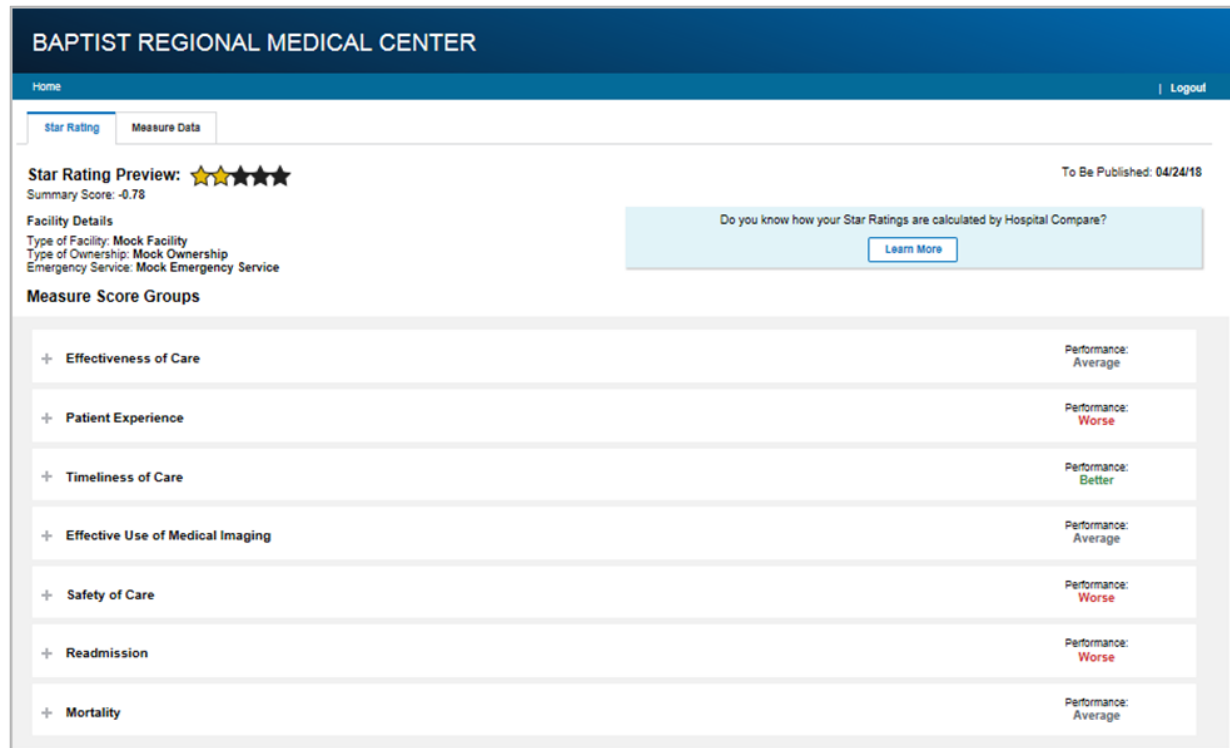 BAPTIST REGIONAL MEDICAL CENTER
Home | Logout
Star Rating Measure Data
Star Rating Preview: To Be Published: 04/24/18
Summary Score: -0.78
Facility Details
Do you know how your Star Ratings are calculated by Hospital Compare?
Type of Facility: Mock Facility
Type of Ownership: Mock Ownership
Learn More
Emergency Service: Mock Emergency Service
Measure Score Groups
+ Effectiveness of Care Performance:
Average
+ Patient Experience Performance:
Worse
+ Timeliness of Care Performance:
Better
+ Effective Use of Medical Imaging Performance:
Average
+ Safety of Care Performance:
Worse
+ Readmission Performance:
Worse
+ Mortality Performance:
Average